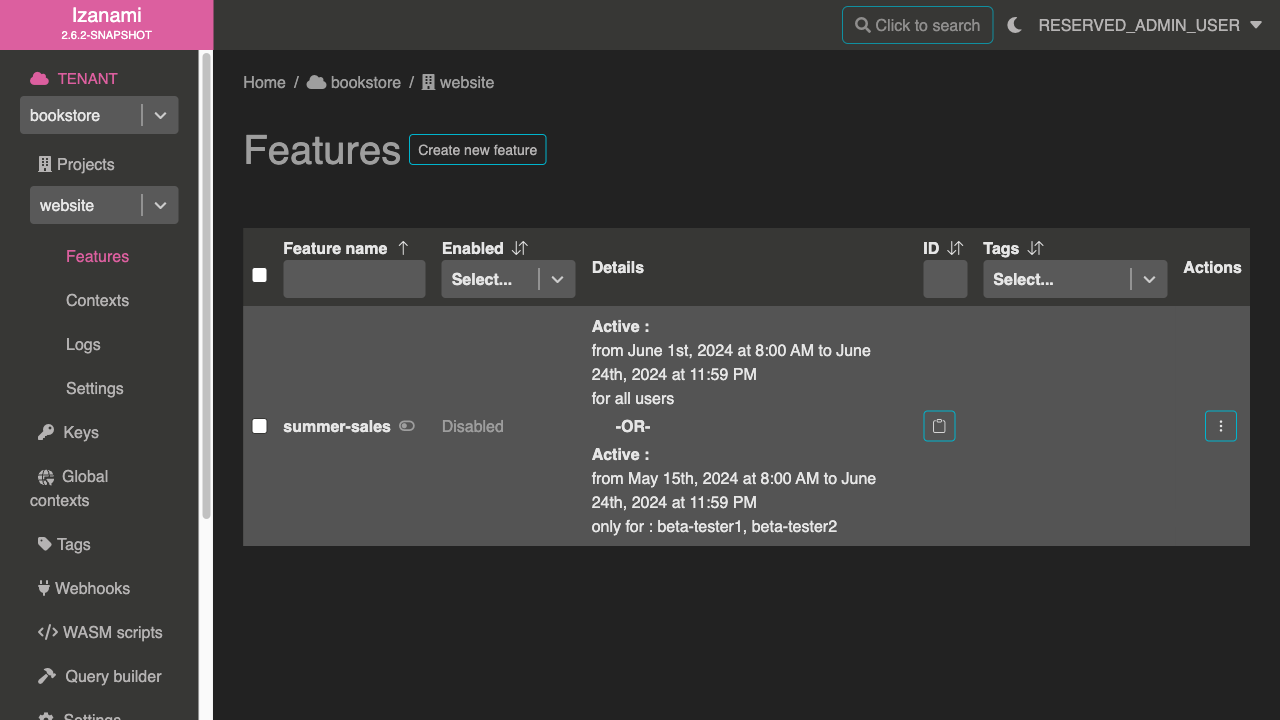 Izanami
2.6.2-SNAPSHOT
Click to search
RESERVED_ADMIN_USER
TENANT
bookstore
Projects
website
Features
Contexts
Logs
Settings
Keys
Global
contexts
Tags
Webhooks
WASM scripts
Query builder
Settings
Home / bookstore / website
Features
Create new feature
Feature name
Enabled
Select...
Details
ID
Tags
Select...
Actions
summer-sales
Disabled
Active :
from June 1st, 2024 at 8:00 AM to June
24th, 2024 at 11:59 PM
for all users
-OR-
Active :
from May 15th, 2024 at 8:00 AM to June
24th, 2024 at 11:59 PM
only for : beta-tester1, beta-tester2